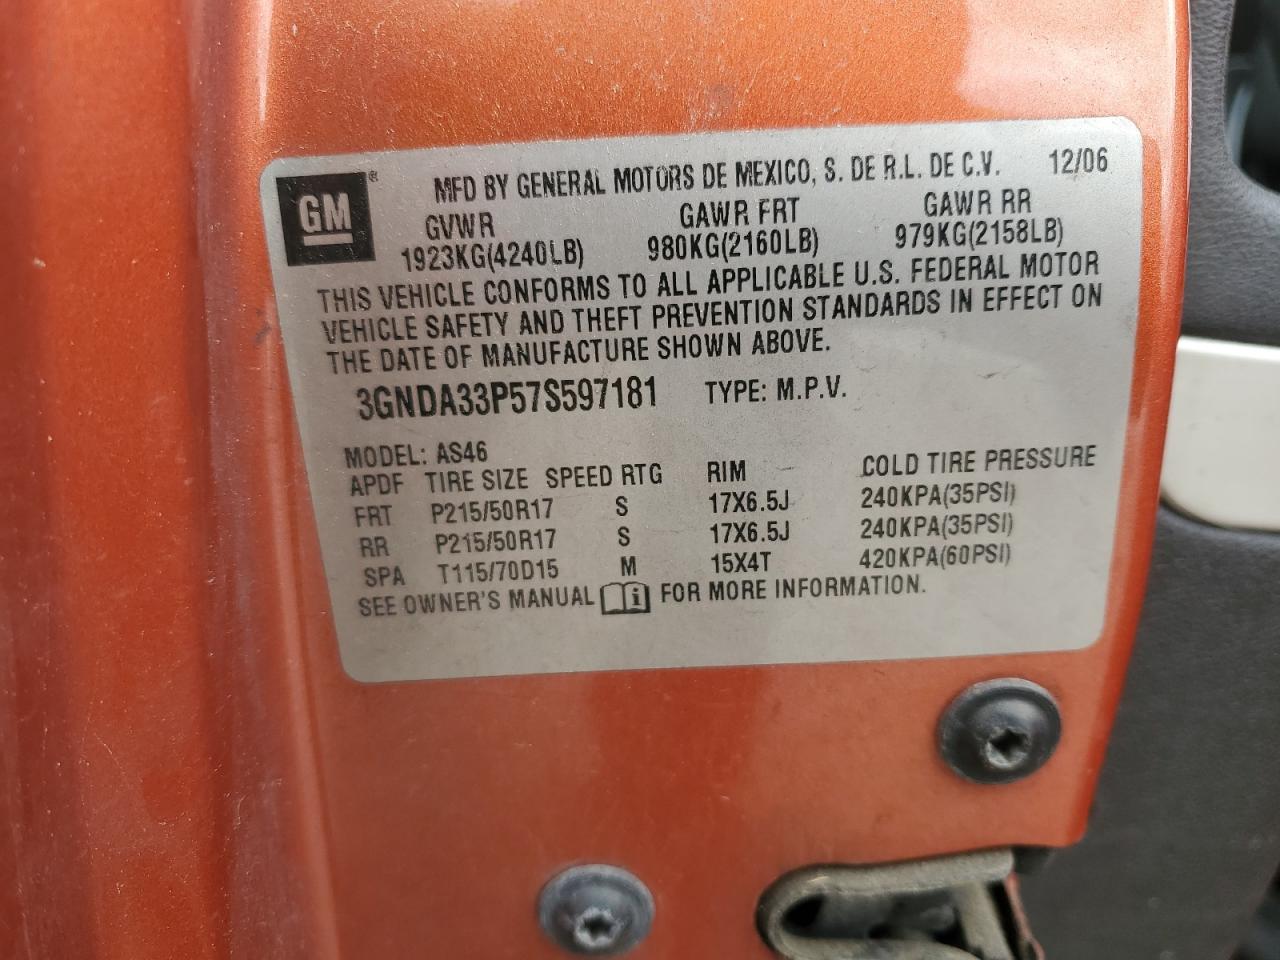 GM ® MFD BY GENERAL MOTORS DE MEXICO, S. DE R.L. DE C.V. 12/06
GVWR GAWR FRT GAWR RR
1923KG(4240LB) 980KG(2160LB) 979KG(2158LB)
THIS VEHICLE CONFORMS TO ALL APPLICABLE U.S. FEDERAL MOTOR
VEHICLE SAFETY AND THEFT PREVENTION STANDARDS IN EFFECT ON
THE DATE OF MANUFACTURE SHOWN ABOVE.
3GNDA33P57S597181 TYPE: M.P.V.
MODEL: AS46
APDF TIRE SIZE SPEED RTG RIM COLD TIRE PRESSURE
FRT P215/50R17 S 17X6.5J 240KPA(35PSI)
RR P215/50R17 S 17X6.5J 240KPA(35PSI)
SPA T115/70D15 M 15X4T 420KPA(60PSI)
SEE OWNER'S MANUAL i FOR MORE INFORMATION.